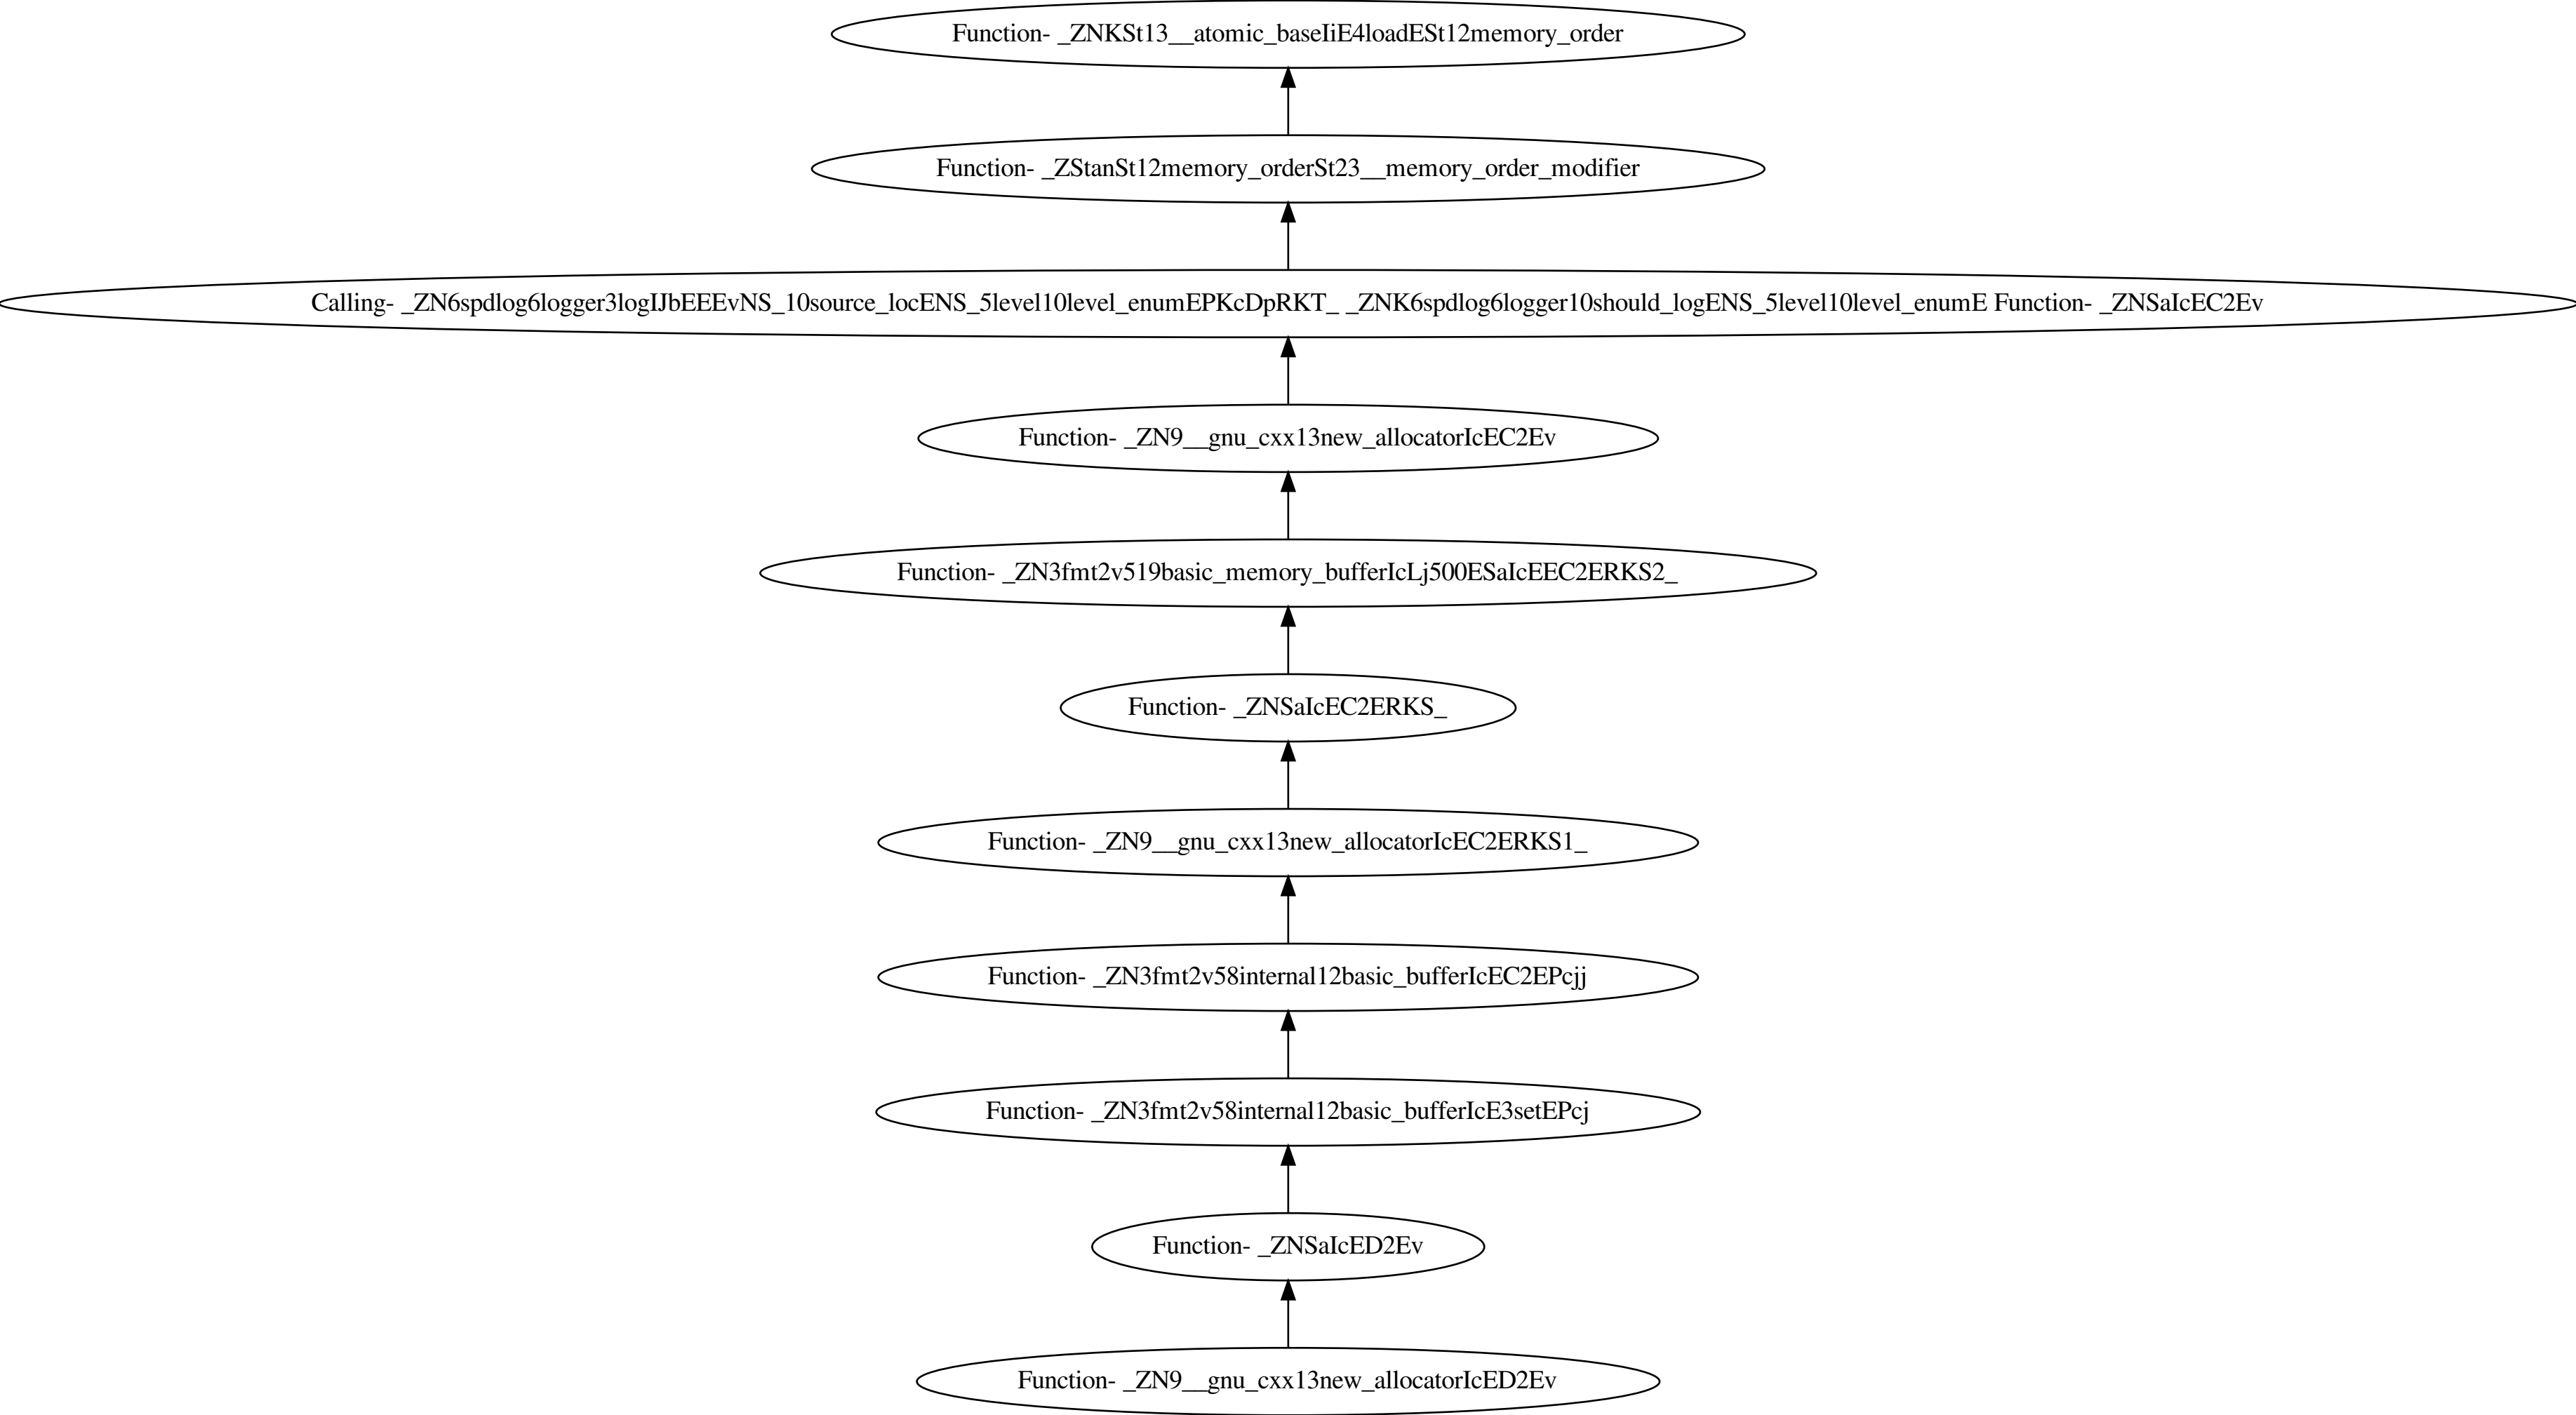 Function- _ZNKSt13__atomic_baseIiE4loadESt12memory_order
Function- _ZStanSt12memory_orderSt23__memory_order_modifier
Calling- _ZN6spdlog6logger3logIJbEEEvNS_10source_locENS_5level10level_enumEPKcDpRKT_ _ZNK6spdlog6logger10should_logENS_5level10level_enumE Function- _ZNSaIcEC2Ev
Function- _ZN9__gnu_cxx13new_allocatorIcEC2Ev
Function- _ZN3fmt2v519basic_memory_bufferIcLj500ESaIcEEC2ERKS2_
Function- _ZNSaIcEC2ERKS_
Function- _ZN9__gnu_cxx13new_allocatorIcEC2ERKS1_
Function- _ZN3fmt2v58internal12basic_bufferIcEC2EPcjj
Function- _ZN3fmt2v58internal12basic_bufferIcE3setEPcj
Function- _ZNSaIcED2Ev
Function- _ZN9__gnu_cxx13new_allocatorIcED2Ev